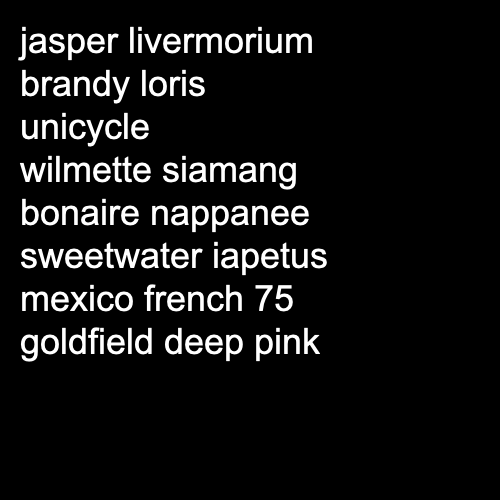 jasper livermorium
brandy loris
unicycle
wilmette siamang
bonaire nappanee
sweetwater iapetus
mexico french 75
goldfield deep pink